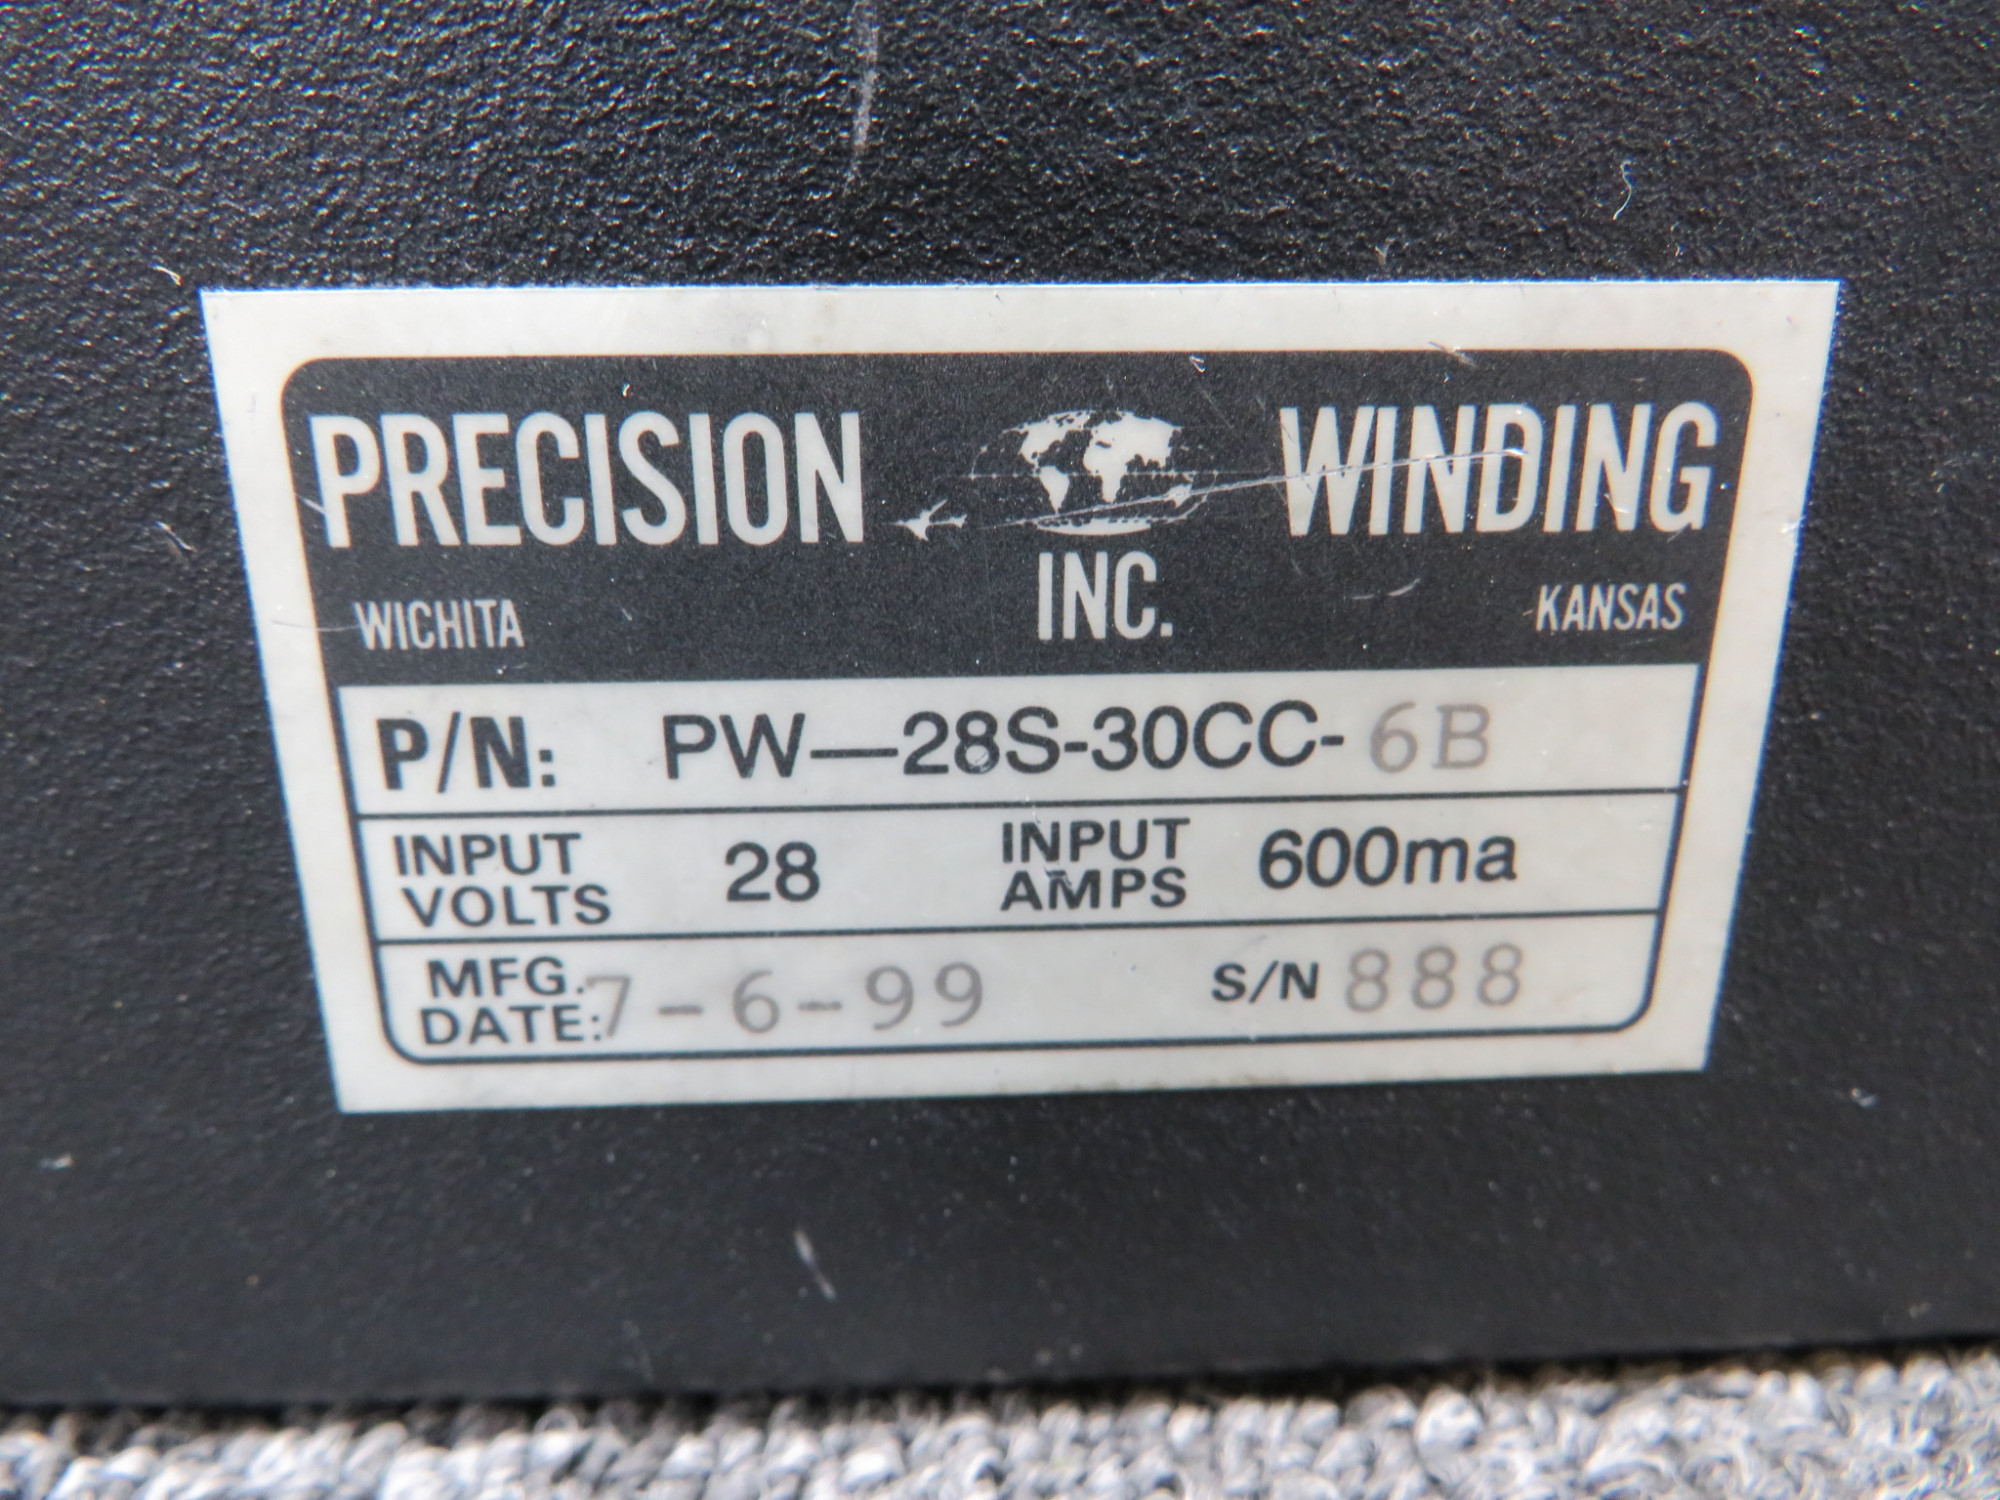 PRECISION WINDING
INC.
WICHITA KANSAS
P/N: PW—28S-30CC-6B
INPUT VOLTS 28 INPUT AMPS 600ma
MFG. DATE: 7-6-99 S/N 888